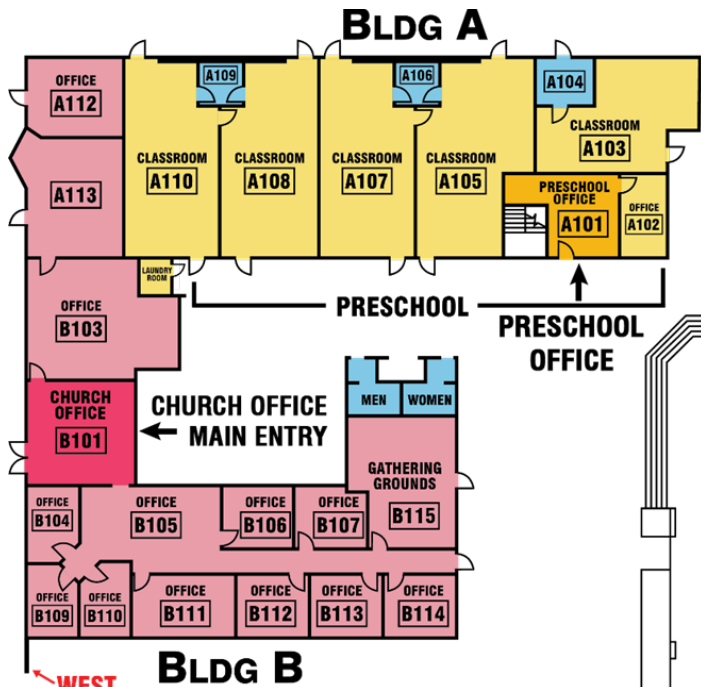 BLDG A
OFFICE
A112
A109
A106
A104
CLASSROOM
A103
CLASSROOM
A110
CLASSROOM
A108
CLASSROOM
A107
CLASSROOM
A105
A113
PRESCHOOL
OFFICE
A101
OFFICE
A102
LAUNDRY
ROOM
OFFICE
B103
PRESCHOOL
PRESCHOOL
OFFICE
CHURCH
OFFICE
B101
CHURCH OFFICE
MAIN ENTRY
MEN
WOMEN
GATHERING
GROUNDS
B115
OFFICE
B104
OFFICE
B105
OFFICE
B106
OFFICE
B107
OFFICE
B109
OFFICE
B110
OFFICE
B111
OFFICE
B112
OFFICE
B113
OFFICE
B114
BLDG B
WEST